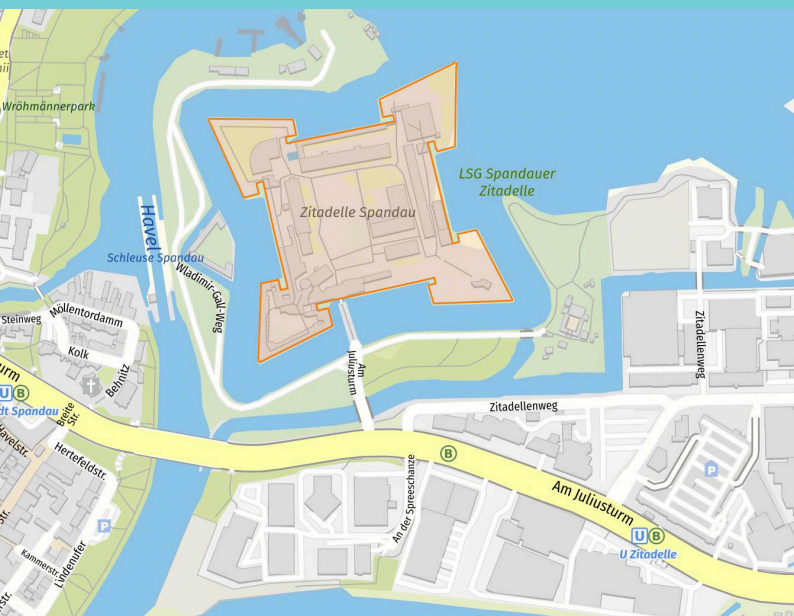 Wröhmännerpark
LSG Spandauer
Zitadelle
Zitadelle Spandau
Havel
Schleuse Spandau
Wladimir-Gall-Weg
Möllentordamm
Steinweg
Kolk
Behnitz
Zitadellenweg
Am
Juliusturm
U B
dt Spandau
Breite
Str.
Zitadellenweg
Havelstr.
Hertefeldstr.
B
An der Spreeschanze
P
Am Juliusturm
P
U B
U Zitadelle
Kammerstr.
Lindenufer